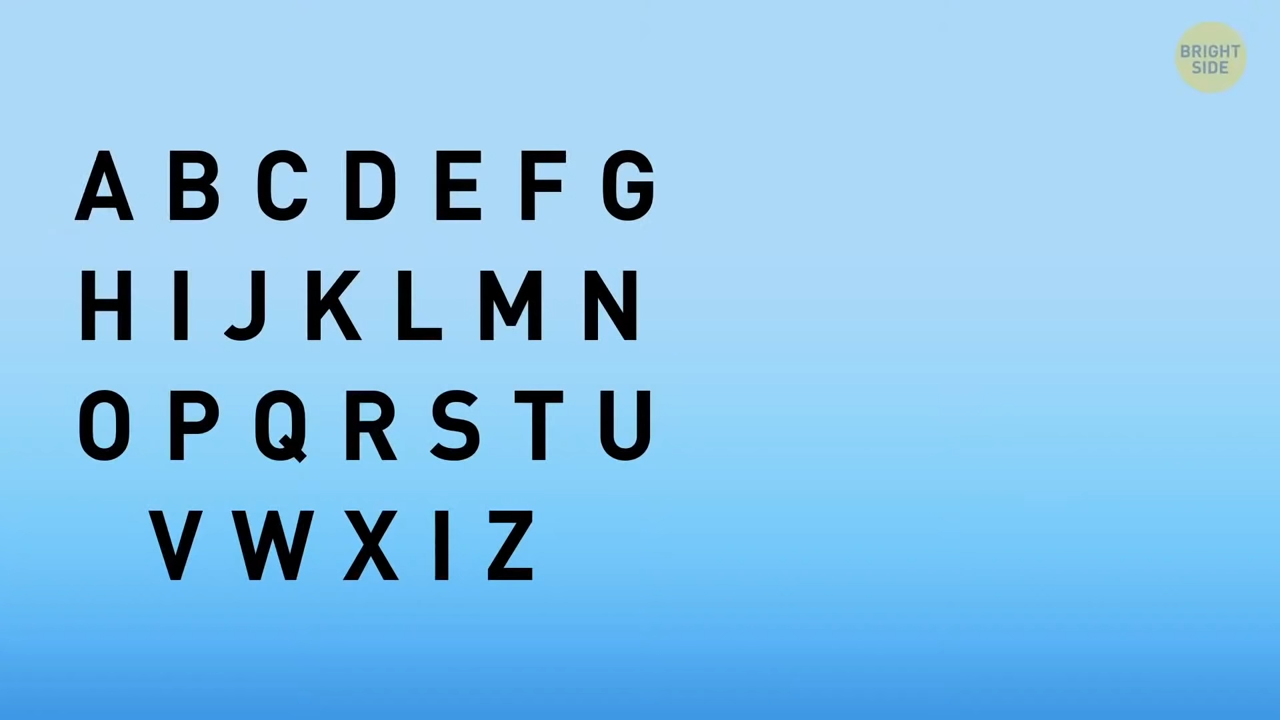 BRIGHT
SIDE
A B C D E F G
H I J K L M N
O P Q R S T U
V W X I Z